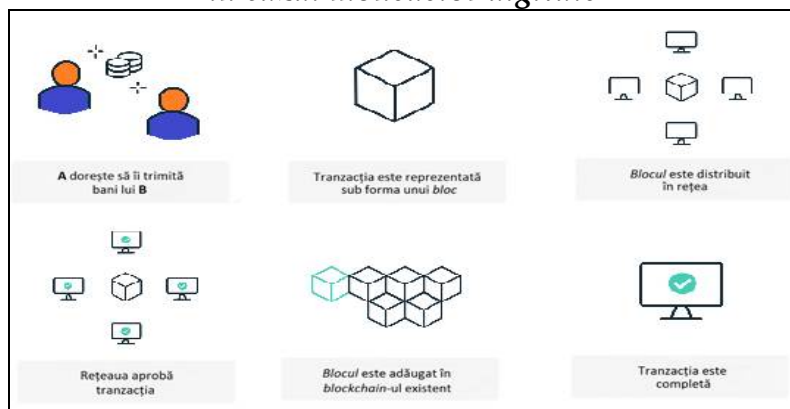 A dorește să îi trimită
bani lui B
Tranzacția este reprezentată
sub forma unui bloc
Blocul este distribuit
în rețea
Rețeaua aprobă
tranzacția
Blocul este adăugat în
blockchain-ul existent
Tranzacția este
completă